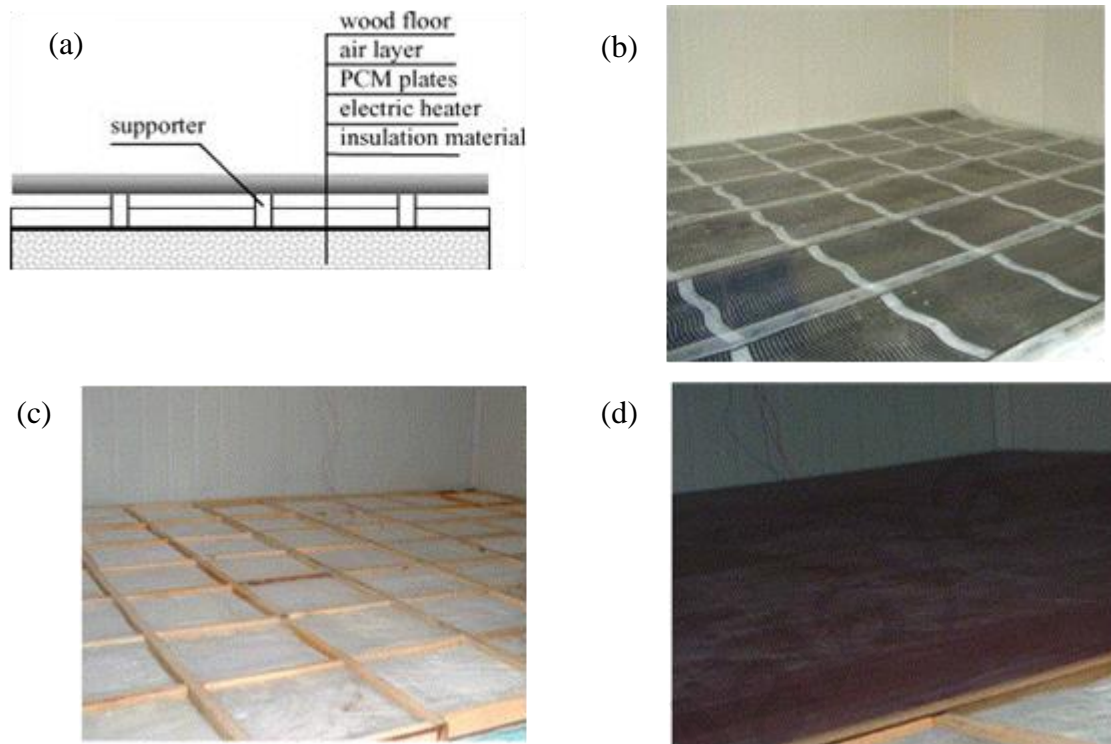 (a)
wood floor
air layer
PCM plates
electric heater
insulation material
supporter
(b)
(c)
(d)